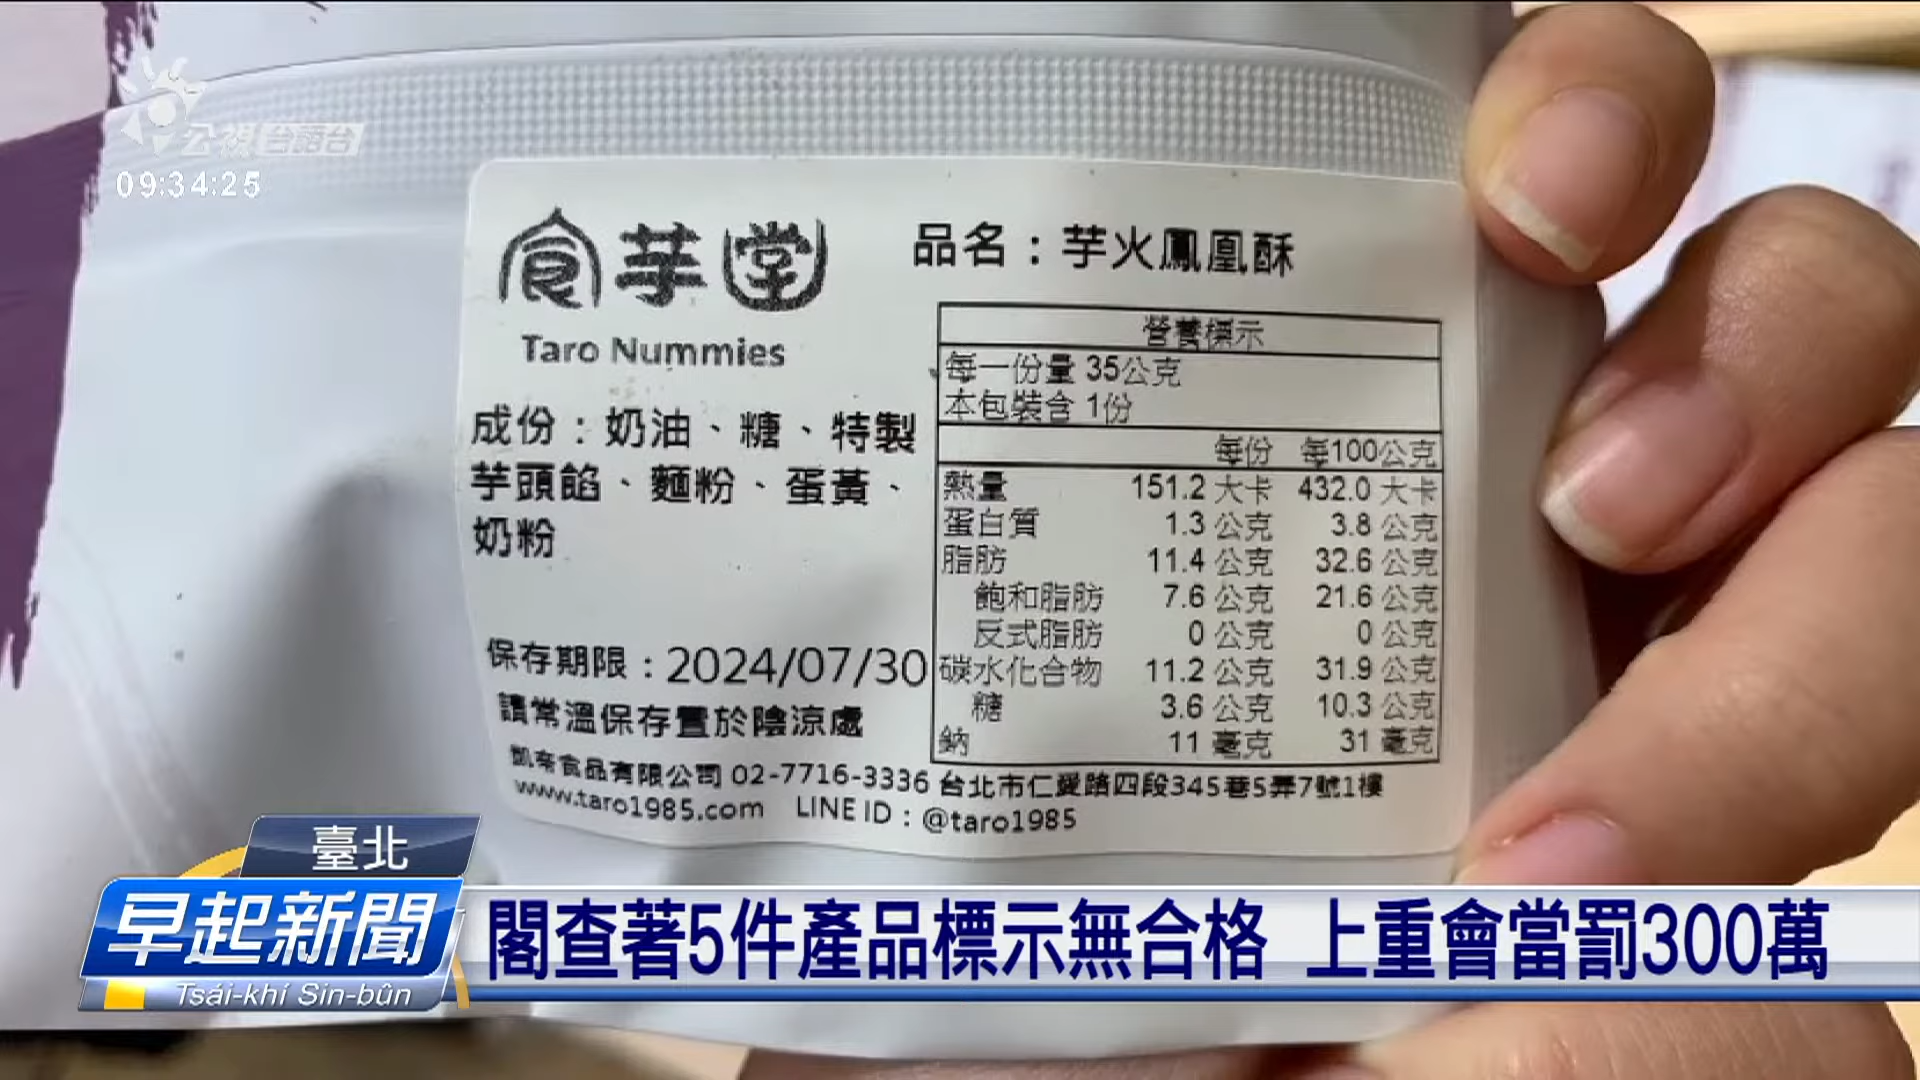 公視台語台
09:34:25
食芋堂
Taro Nummies
品名：芋火鳳凰酥
成份：奶油、糖、特製
芋頭餡、麵粉、蛋黃、
奶粉
營養標示
每一份量 35公克
本包裝含 1份
每份 每100公克
熱量 151.2 大卡 432.0 大卡
蛋白質 1.3 公克 3.8 公克
脂肪 11.4 公克 32.6 公克
飽和脂肪 7.6 公克 21.6 公克
反式脂肪 0 公克 0 公克
碳水化合物 11.2 公克 31.9 公克
糖 3.6 公克 10.3 公克
鈉 11 毫克 31 毫克
保存期限：2024/07/30
請常溫保存置於陰涼處
食品有限公司 02-7716-3336 台北市仁愛路四段345巷5弄7號1樓
www.taro1985.com LINE ID：@taro1985
臺北
早起新聞
Tsái-khí Sin-bûn
閣查著5件產品標示無合格 上重會當罰300萬